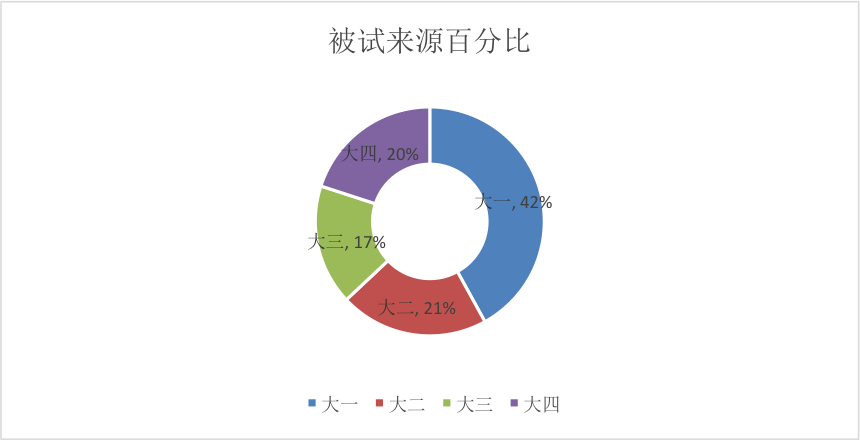 被试来源百分比
大四, 20%
大一, 42%
大三, 17%
大二, 21%
大一 大二 大三 大四